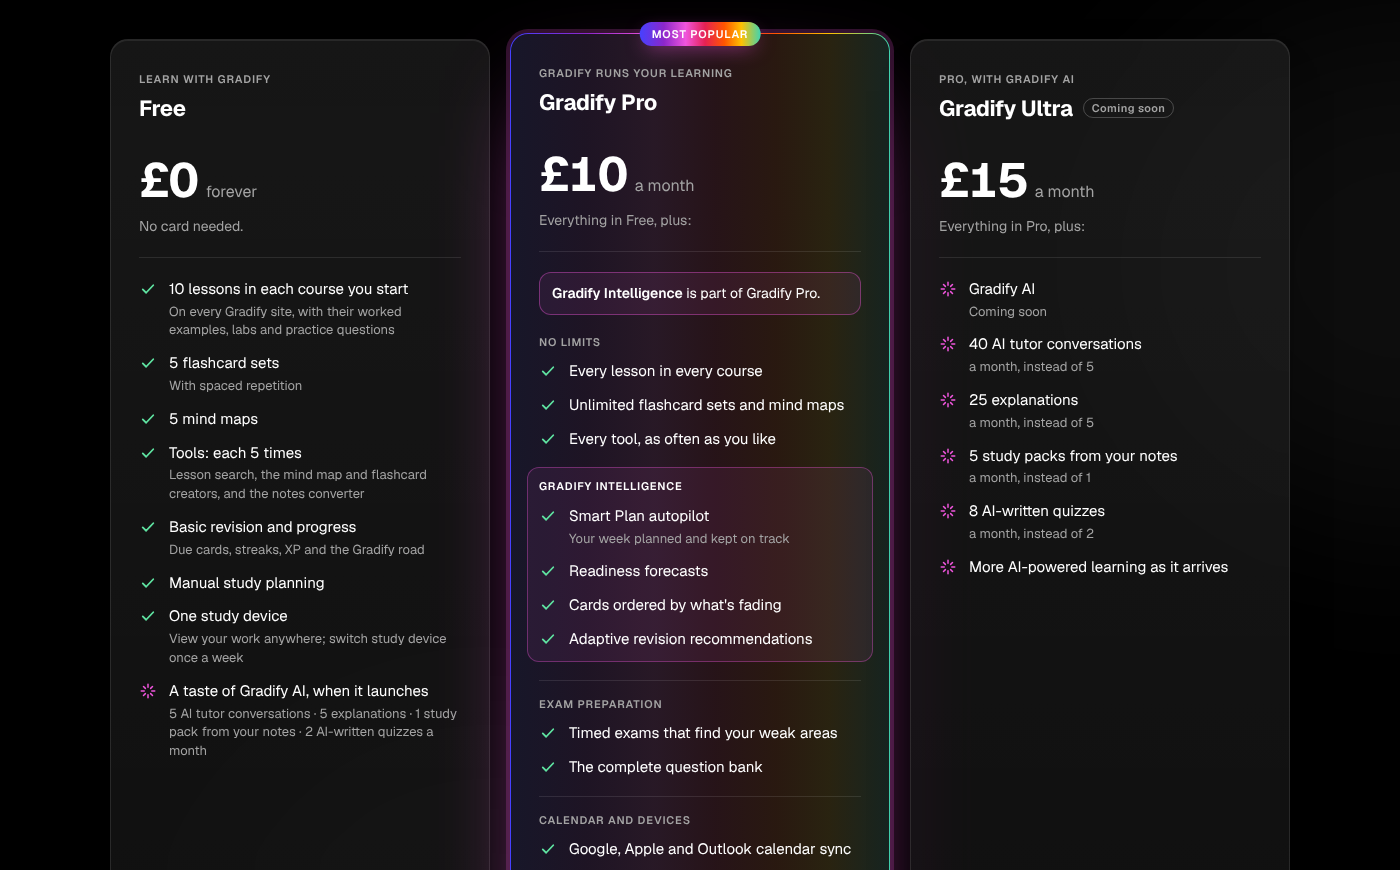 MOST POPULAR
LEARN WITH GRADIFY
Free
£0 forever
No card needed.
10 lessons in each course you start
On every Gradify site, with their worked
examples, labs and practice questions
5 flashcard sets
With spaced repetition
5 mind maps
Tools: each 5 times
Lesson search, the mind map and flashcard
creators, and the notes converter
Basic revision and progress
Due cards, streaks, XP and the Gradify road
Manual study planning
One study device
View your work anywhere; switch study device
once a week
A taste of Gradify AI, when it launches
5 AI tutor conversations · 5 explanations · 1 study
pack from your notes · 2 AI-written quizzes a
month
GRADIFY RUNS YOUR LEARNING
Gradify Pro
£10 a month
Everything in Free, plus:
Gradify Intelligence is part of Gradify Pro.
NO LIMITS
Every lesson in every course
Unlimited flashcard sets and mind maps
Every tool, as often as you like
GRADIFY INTELLIGENCE
Smart Plan autopilot
Your week planned and kept on track
Readiness forecasts
Cards ordered by what's fading
Adaptive revision recommendations
EXAM PREPARATION
Timed exams that find your weak areas
The complete question bank
CALENDAR AND DEVICES
Google, Apple and Outlook calendar sync
PRO, WITH GRADIFY AI
Gradify Ultra Coming soon
£15 a month
Everything in Pro, plus:
Gradify AI
Coming soon
40 AI tutor conversations
a month, instead of 5
25 explanations
a month, instead of 5
5 study packs from your notes
a month, instead of 1
8 AI-written quizzes
a month, instead of 2
More AI-powered learning as it arrives